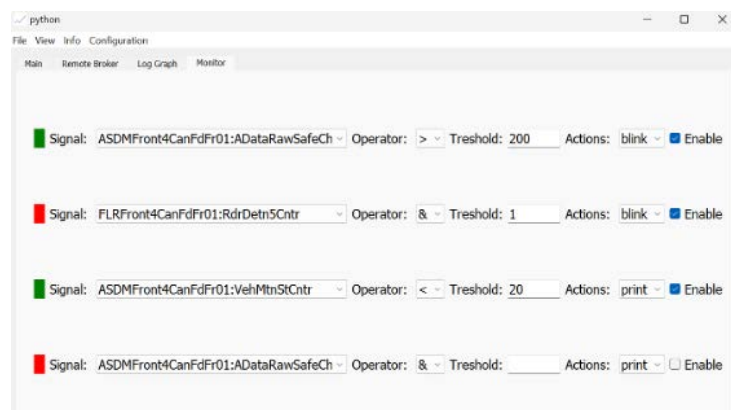 python
File View Info Configuration
Main Remote Broker Log Graph Monitor
Signal: ASDMFront4CanFdFr01:ADataRawSafeCh Operator: > Treshold: 200 Actions: blink Enable
Signal: FLRFront4CanFdFr01:RdrDetn5Cntr Operator: & Treshold: 1 Actions: blink Enable
Signal: ASDMFront4CanFdFr01:VehMtnStCntr Operator: < Treshold: 20 Actions: print Enable
Signal: ASDMFront4CanFdFr01:ADataRawSafeCh Operator: & Treshold: Actions: print Enable